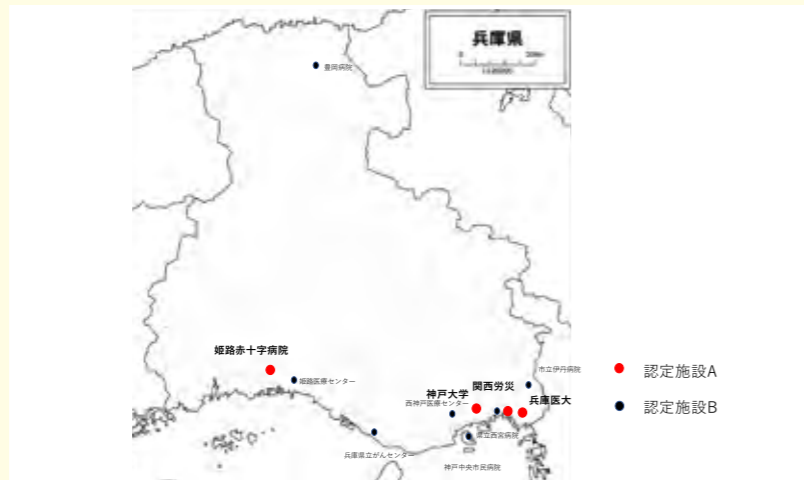 兵庫県
豊岡病院
姫路赤十字病院
姫路医療センター
市立伊丹病院
神戸大学
関西労災
兵庫医大
西神戸医療センター
県立西宮病院
兵庫県立がんセンター
神戸中央市民病院
認定施設A
認定施設B